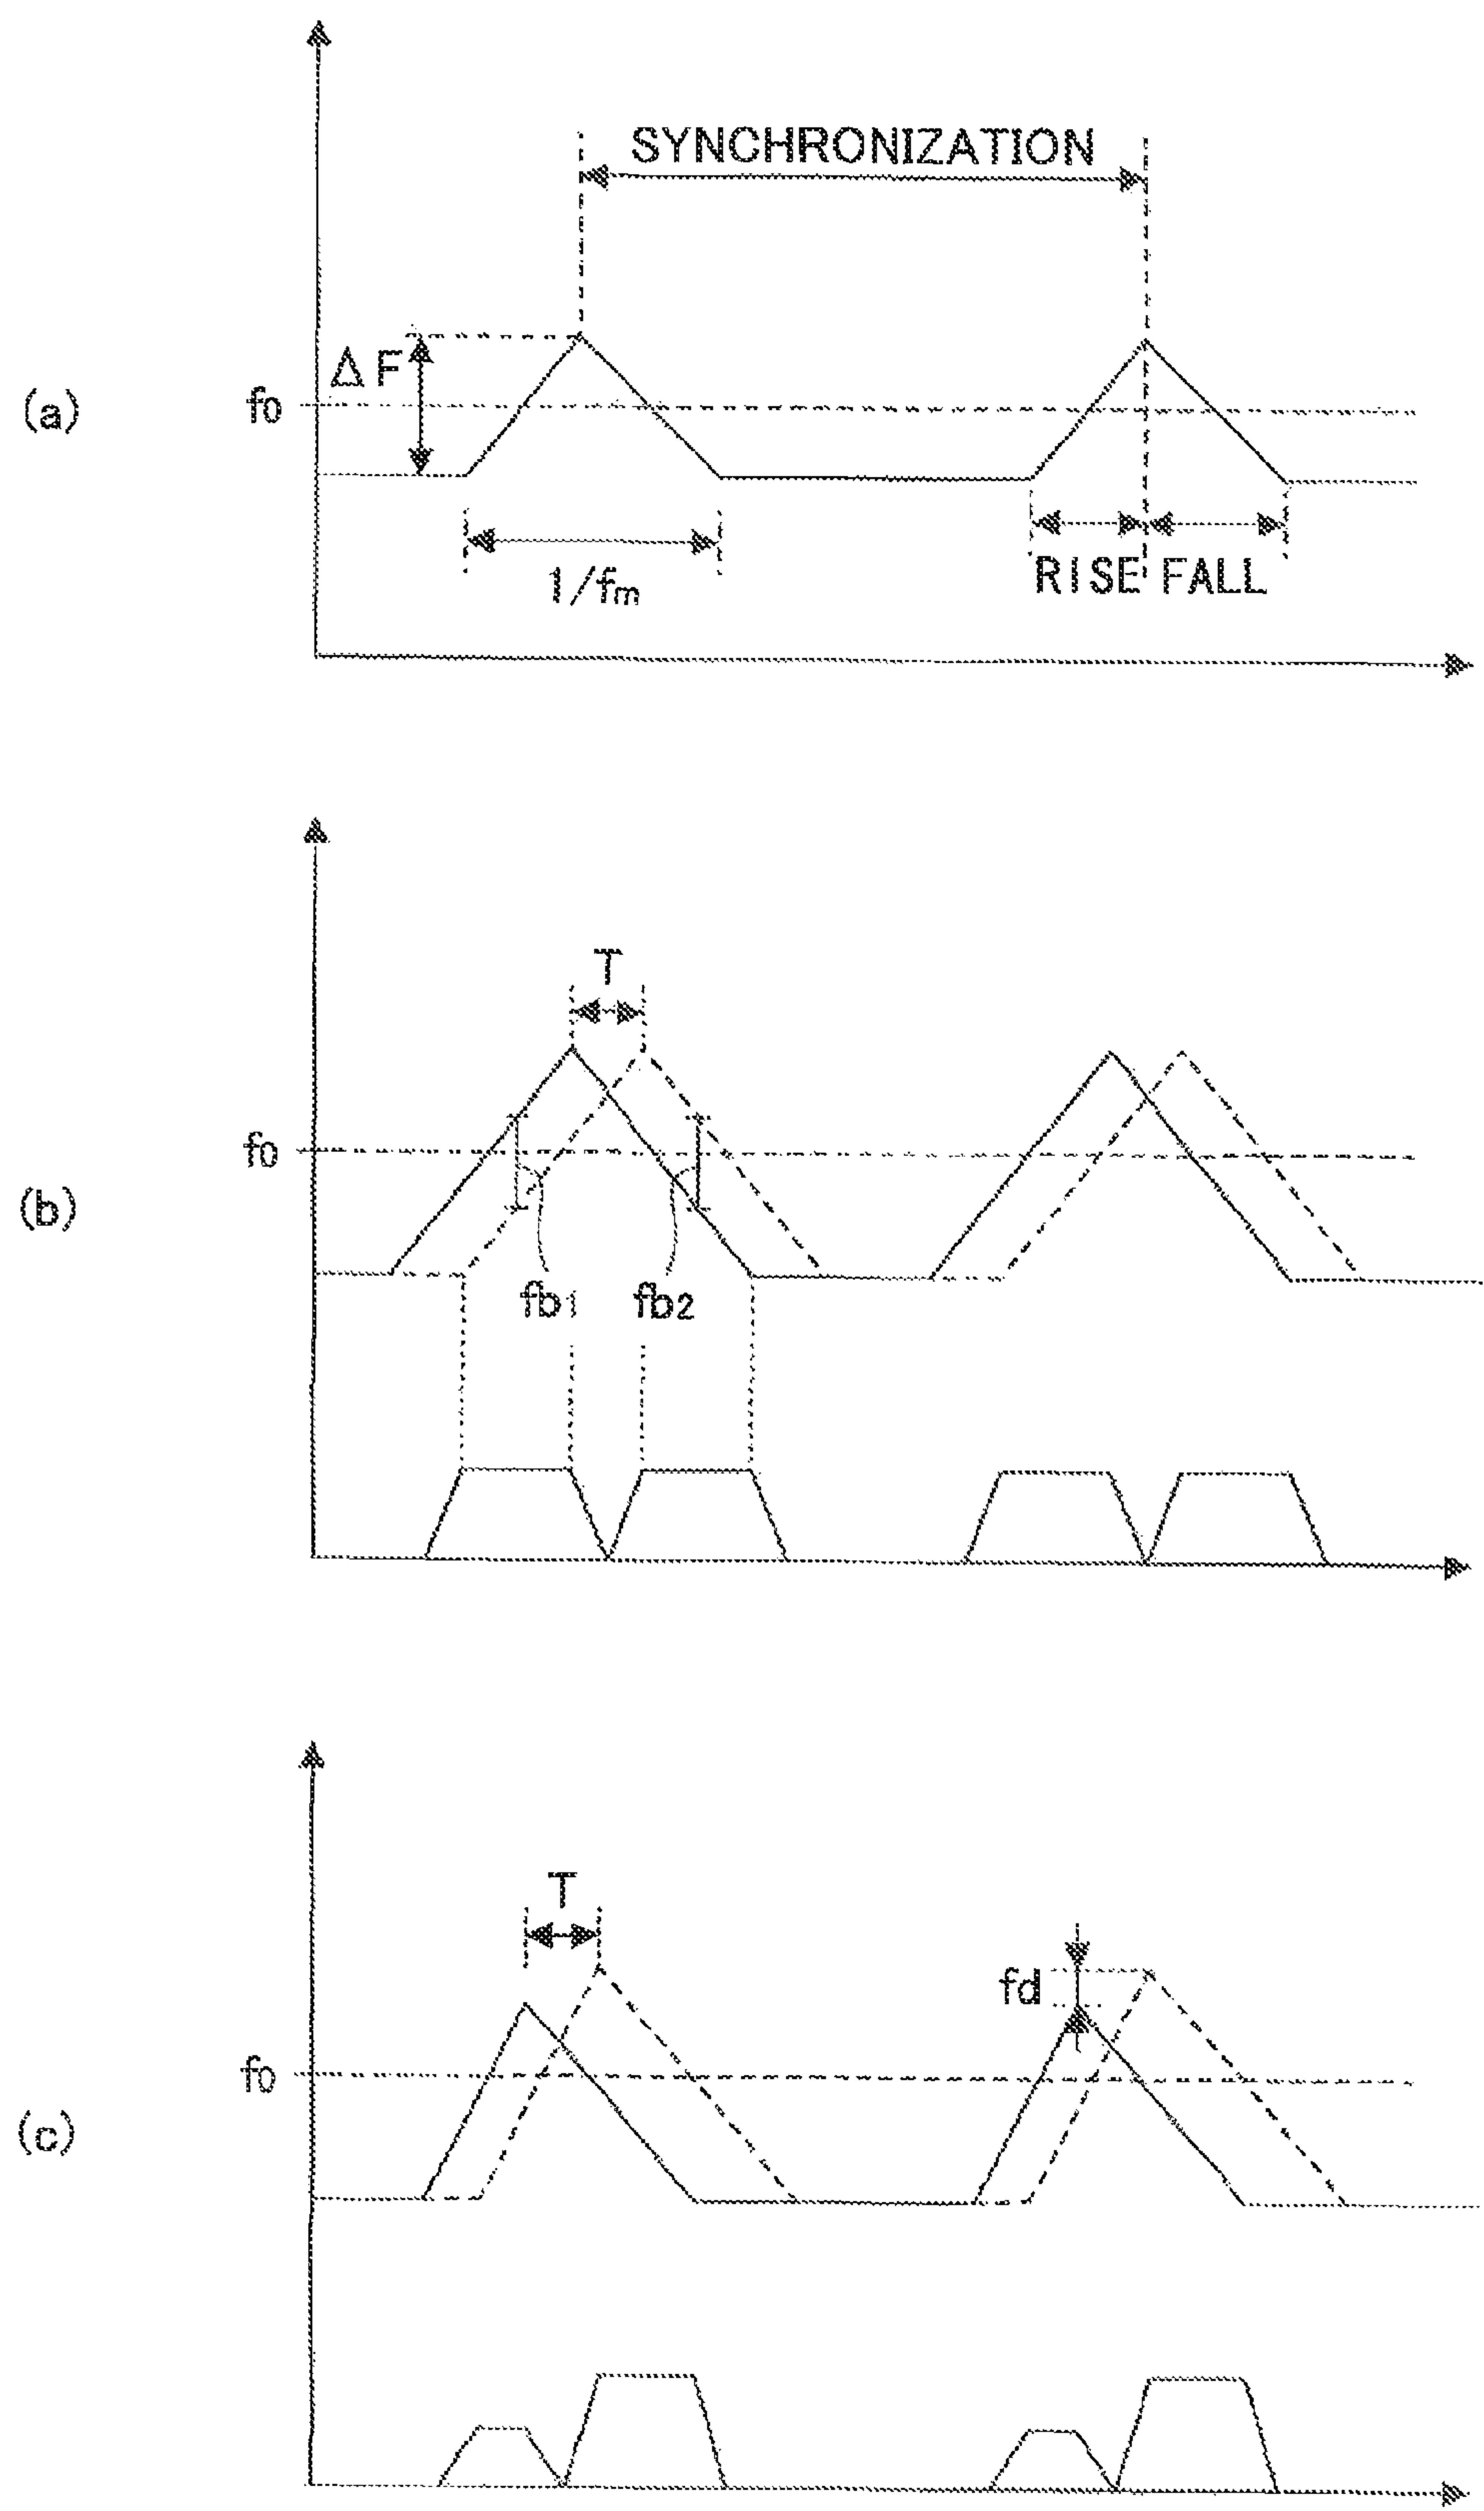 SYNCHRONIZATION
ΔF
(a)
f0
1/fm
RISE FALL
T
f0
(b)
fb1
fb2
T
fd
f0
(c)